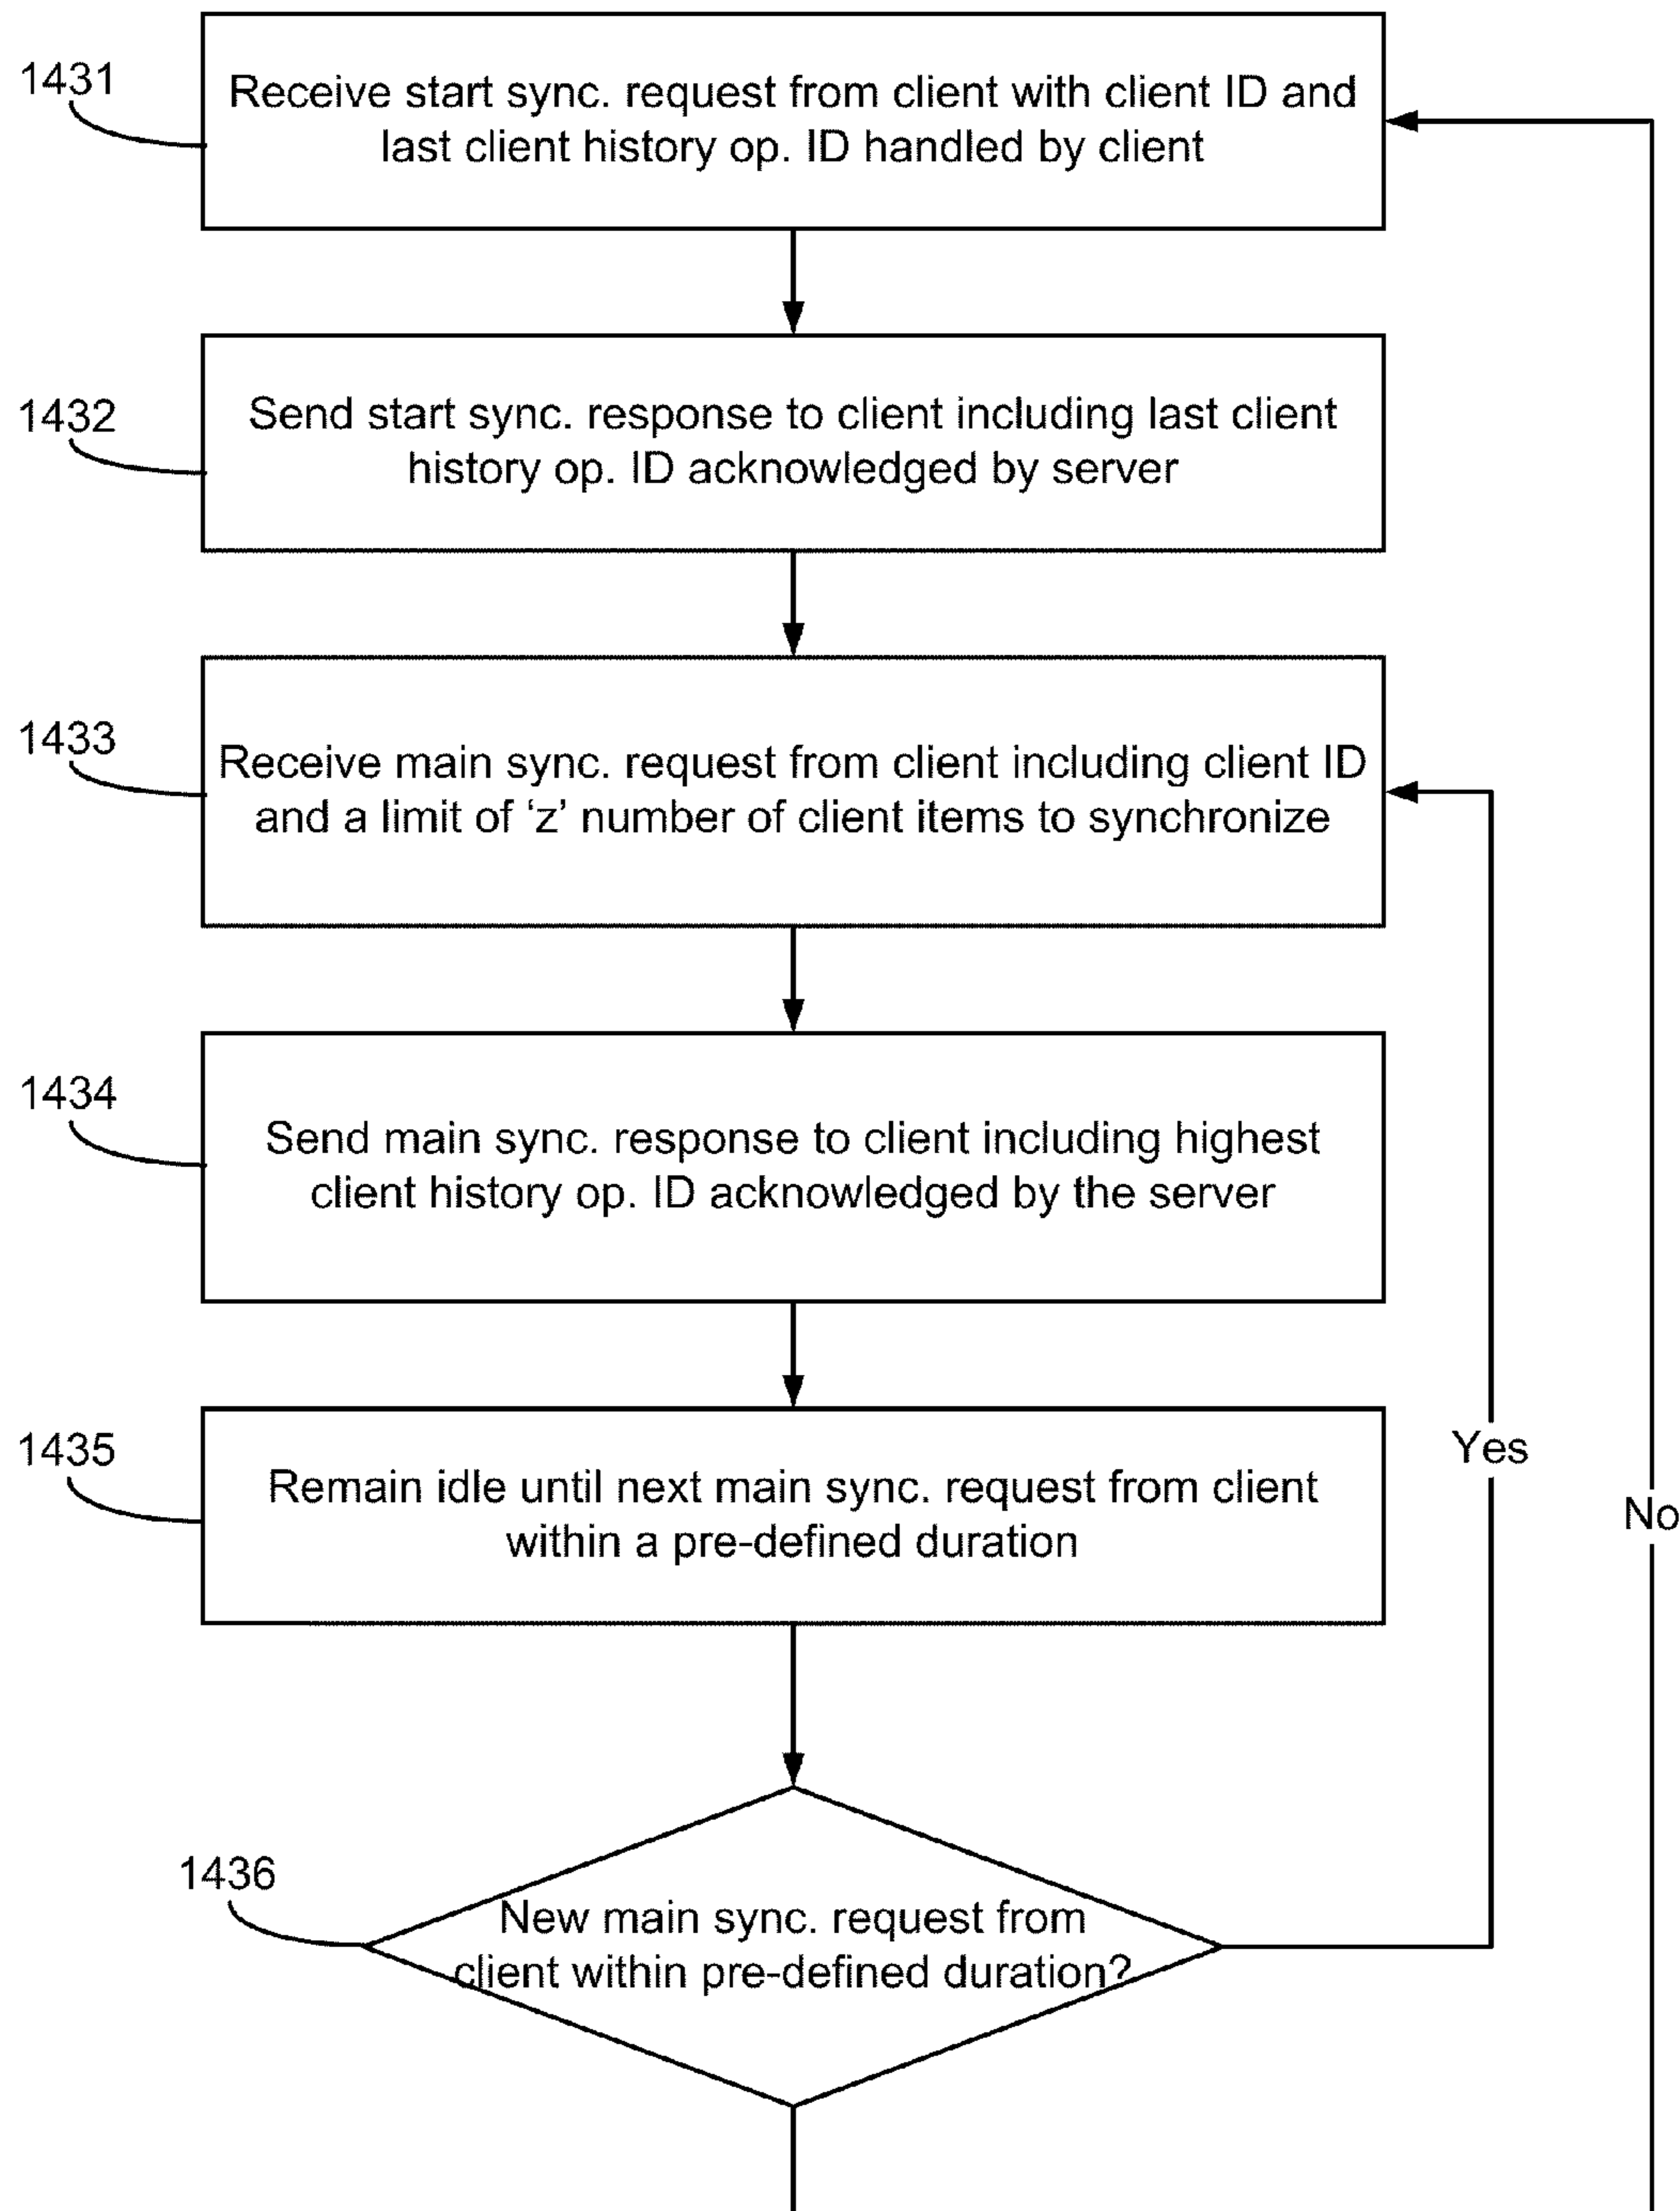 1431
Receive start sync. request from client with client ID and
last client history op. ID handled by client
1432
Send start sync. response to client including last client
history op. ID acknowledged by server
1433
Receive main sync. request from client including client ID
and a limit of ‘z’ number of client items to synchronize
1434
Send main sync. response to client including highest
client history op. ID acknowledged by the server
1435
Remain idle until next main sync. request from client
within a pre-defined duration
Yes
No
1436
New main sync. request from
client within pre-defined duration?